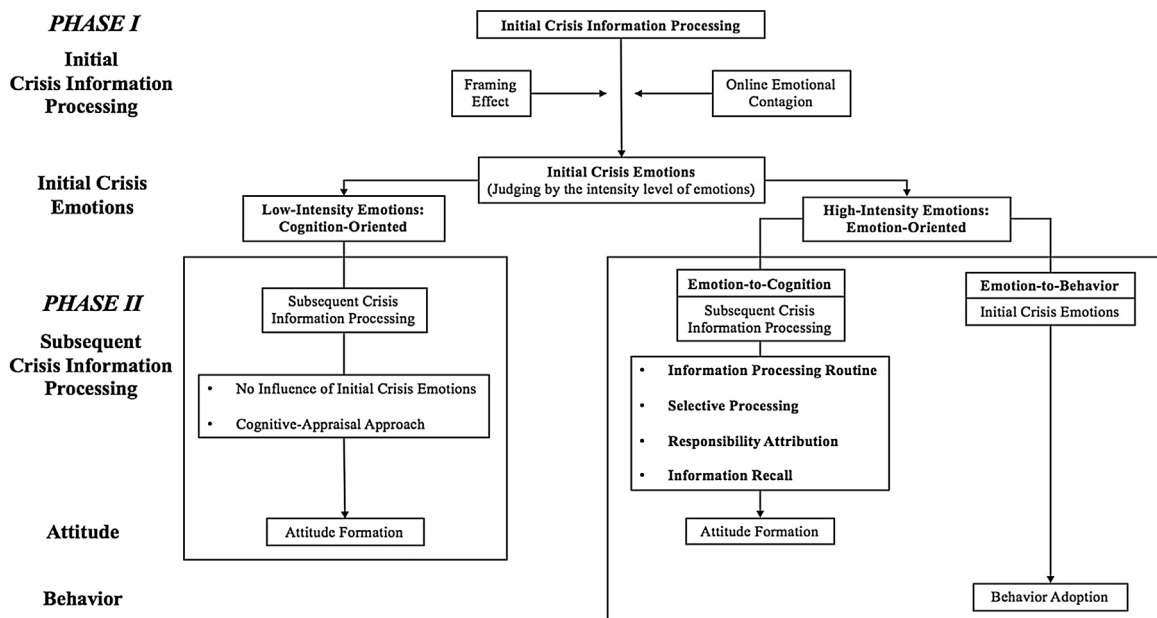 PHASE I
Initial
Crisis Information
Processing
Initial Crisis Information Processing
Framing
Effect
Online Emotional
Contagion
Initial Crisis
Emotions
Initial Crisis Emotions
(Judging by the intensity level of emotions)
Low-Intensity Emotions:
Cognition-Oriented
High-Intensity Emotions:
Emotion-Oriented
PHASE II
Subsequent
Crisis Information
Processing
Subsequent Crisis
Information Processing
• No Influence of Initial Crisis Emotions
• Cognitive-Appraisal Approach
Emotion-to-Cognition
Subsequent Crisis
Information Processing
• Information Processing Routine
• Selective Processing
• Responsibility Attribution
• Information Recall
Emotion-to-Behavior
Initial Crisis Emotions
Attitude
Attitude Formation
Attitude Formation
Behavior
Behavior Adoption